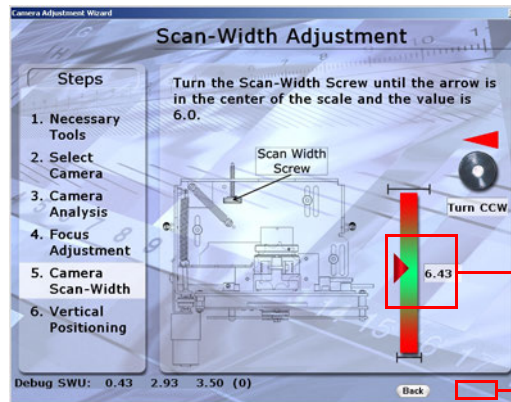 Camera Adjustment Wizard
Scan-Width Adjustment
Steps
1. Necessary
Tools
2. Select
Camera
3. Camera
Analysis
4. Focus
Adjustment
5. Camera
Scan-Width
6. Vertical
Positioning
Turn the Scan-Width Screw until the arrow is
in the center of the scale and the value is
6.0.
Scan Width
Screw
Turn CCW
6.43
Debug SWU: 0.43 2.93 3.50 (0)
Back